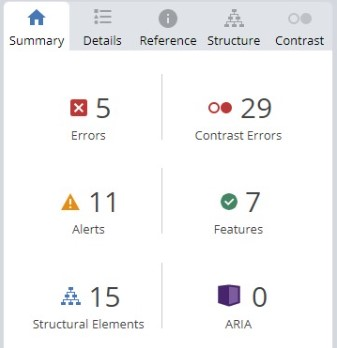 Summary Details Reference Structure Contrast
5 29
Errors Contrast Errors
11 7
Alerts Features
15 0
Structural Elements ARIA